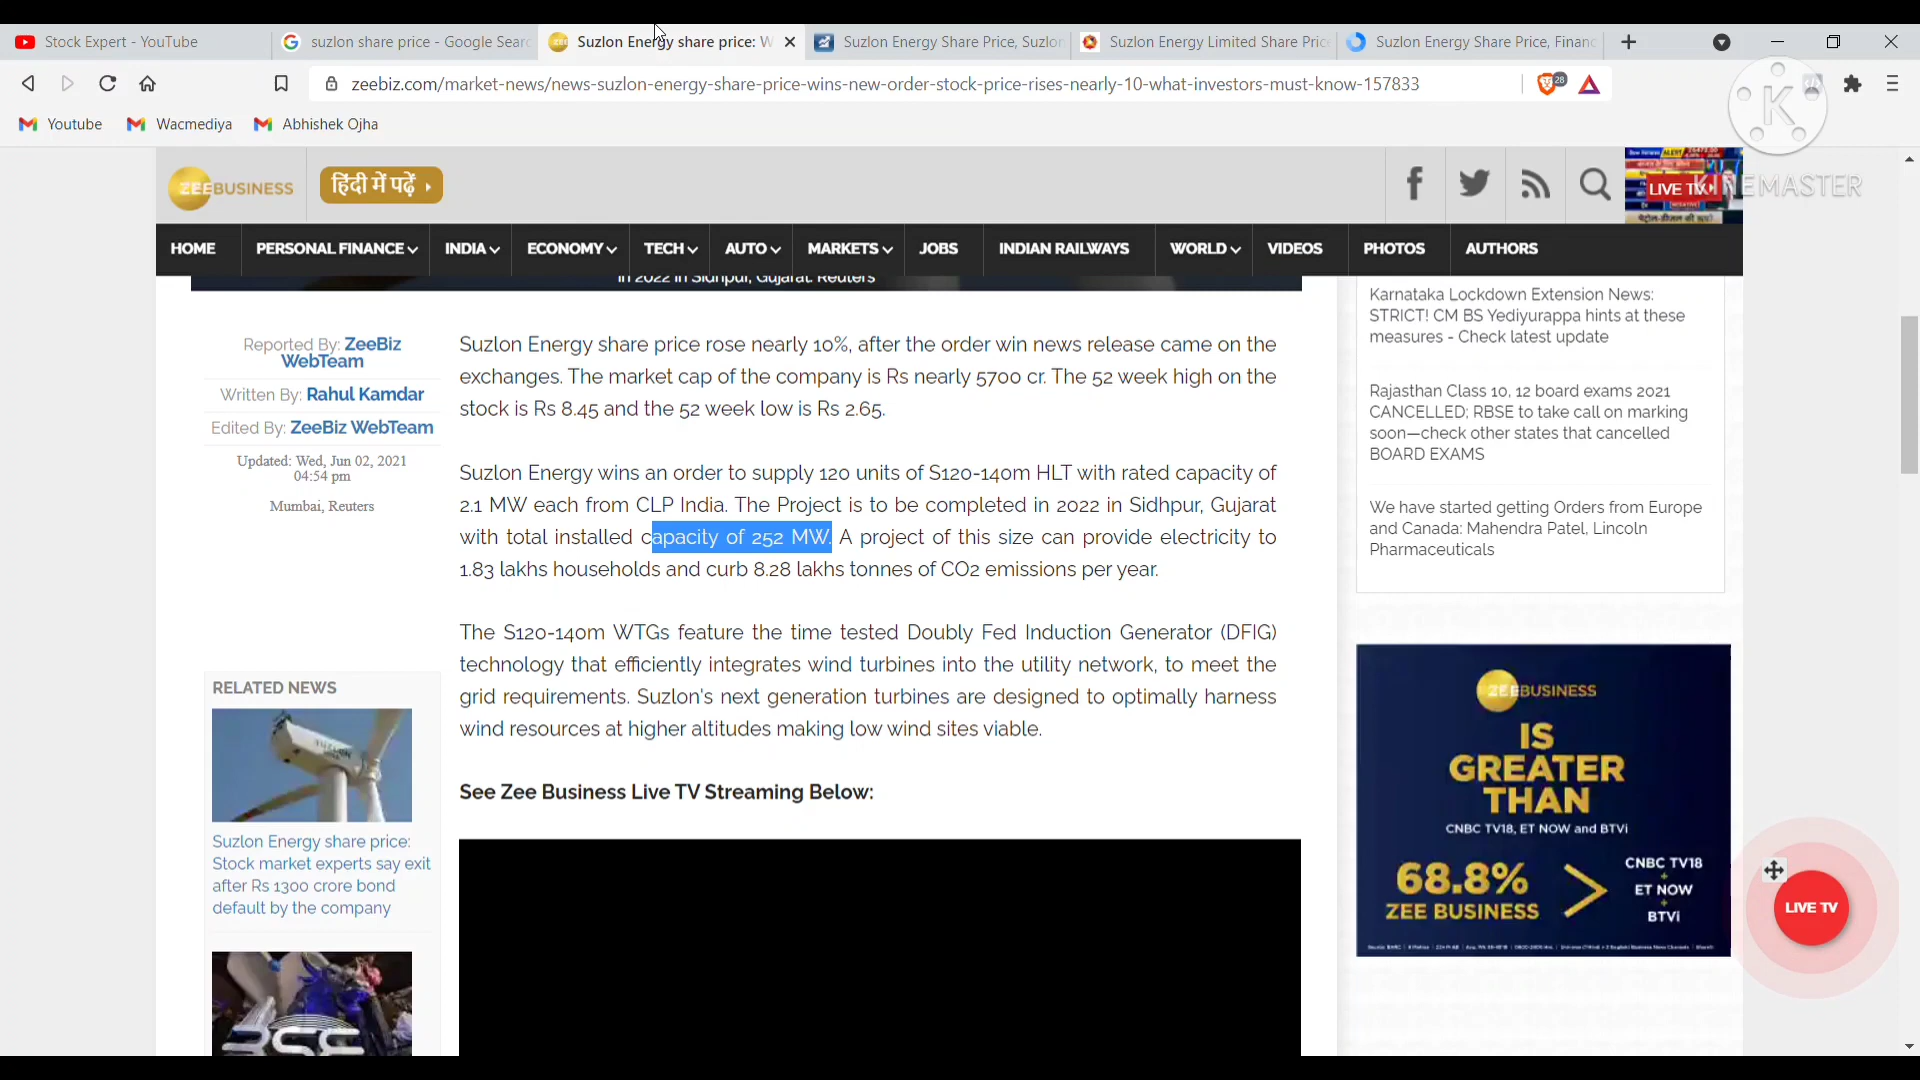 Stock Expert - YouTube
suzlon share price - Google Searc
Suzlon Energy share price: W
Suzlon Energy Share Price, Suzlon
Suzlon Energy Limited Share Pric
Suzlon Energy Share Price, Financ
zeebiz.com/market-news/news-suzlon-energy-share-price-wins-new-order-stock-price-rises-nearly-10-what-investors-must-know-157833
28
Youtube
Wacmediya
Abhishek Ojha
K
KINEMASTER
ZEEBUSINESS
हिंदी में पढ़ें
LIVE TV
HOME
PERSONAL FINANCE
INDIA
ECONOMY
TECH
AUTO
MARKETS
JOBS
INDIAN RAILWAYS
WORLD
VIDEOS
PHOTOS
AUTHORS
in 2022 in Sidhpur, Gujarat. Reuters
Reported By: ZeeBiz
WebTeam
Written By: Rahul Kamdar
Edited By: ZeeBiz WebTeam
Updated: Wed, Jun 02, 2021
04:54 pm
Mumbai, Reuters
Suzlon Energy share price rose nearly 10%, after the order win news release came on the
exchanges. The market cap of the company is Rs nearly 5700 cr. The 52 week high on the
stock is Rs 8.45 and the 52 week low is Rs 2.65.
Suzlon Energy wins an order to supply 120 units of S120-140m HLT with rated capacity of
2.1 MW each from CLP India. The Project is to be completed in 2022 in Sidhpur, Gujarat
with total installed capacity of 252 MW. A project of this size can provide electricity to
1.83 lakhs households and curb 8.28 lakhs tonnes of CO2 emissions per year.
The S120-140m WTGs feature the time tested Doubly Fed Induction Generator (DFIG)
technology that efficiently integrates wind turbines into the utility network, to meet the
grid requirements. Suzlon's next generation turbines are designed to optimally harness
wind resources at higher altitudes making low wind sites viable.
See Zee Business Live TV Streaming Below:
RELATED NEWS
SUZLON
Suzlon Energy share price:
Stock market experts say exit
after Rs 1300 crore bond
default by the company
BSE
Karnataka Lockdown Extension News:
STRICT! CM BS Yediyurappa hints at these
measures - Check latest update
Rajasthan Class 10, 12 board exams 2021
CANCELLED; RBSE to take call on marking
soon—check other states that cancelled
BOARD EXAMS
We have started getting Orders from Europe
and Canada: Mahendra Patel, Lincoln
Pharmaceuticals
ZEEBUSINESS
IS
GREATER
THAN
CNBC TV18, ET NOW and BTVi
68.8%
ZEE BUSINESS
>
CNBC TV18
+
ET NOW
+
BTVi
LIVE TV